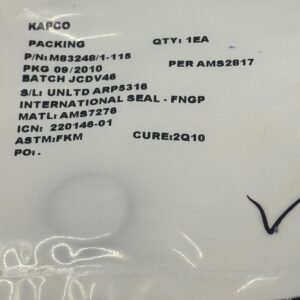 KAPCO
PACKING QTY: 1EA
P/N: M83248/1-115
PKG 09/2010 PER AMS2817
BATCH JCDV46
S/L: UNLTD ARP5316
INTERNATIONAL SEAL - FNGP
MATL: AMS7276
ICN: 220146-01
ASTM:FKM CURE:2Q10
PO: .